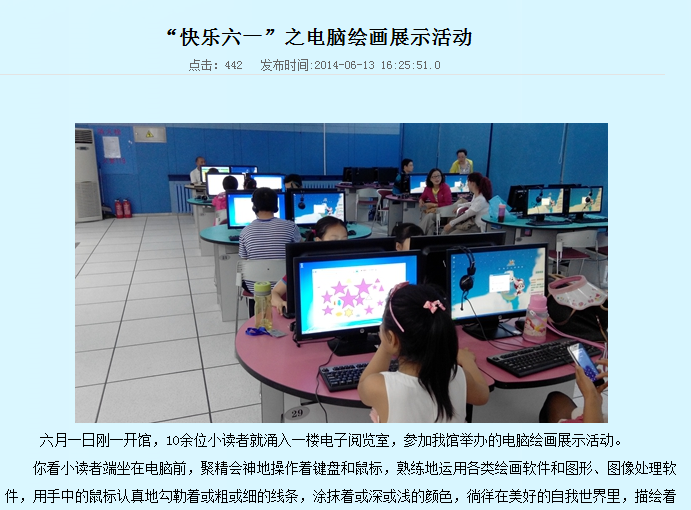 “快乐六一”之电脑绘画展示活动
点击: 442 发布时间:2014-06-13 16:25:51.0
29
六月一日刚一开馆，10余位小读者就涌入一楼电子阅览室，参加我馆举办的电脑绘画展示活动。
你看小读者端坐在电脑前，聚精会神地操作着键盘和鼠标，熟练地运用各类绘画软件和图形、图像处理软
件，用手中的鼠标认真地勾勒着或粗或细的线条，涂抹着或深或浅的颜色，徜徉在美好的自我世界里，描绘着